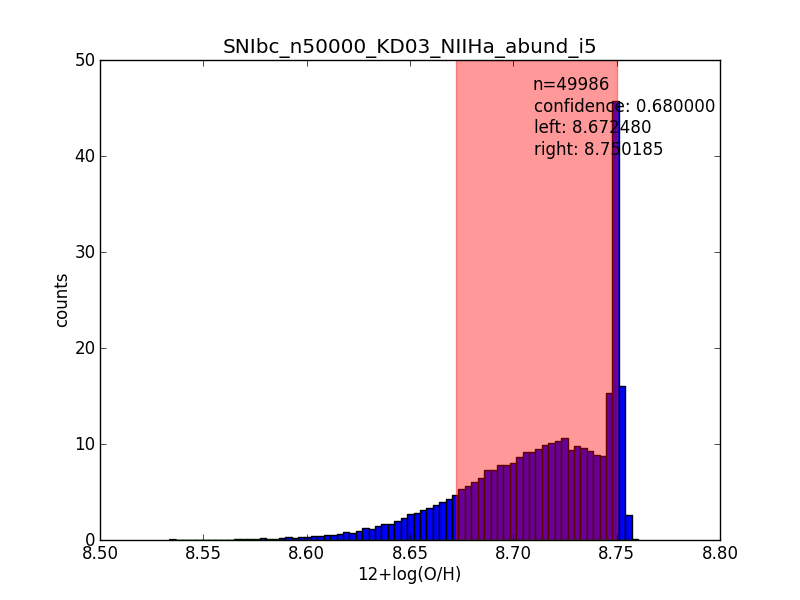 SNIbc_n50000_KD03_NIIHa_abund_i5
50
n=49986
confidence: 0.680000
left: 8.672480
right: 8.750185
40
30
counts
20
10
0
8.50 8.55 8.60 8.65 8.70 8.75 8.80
12+log(O/H)